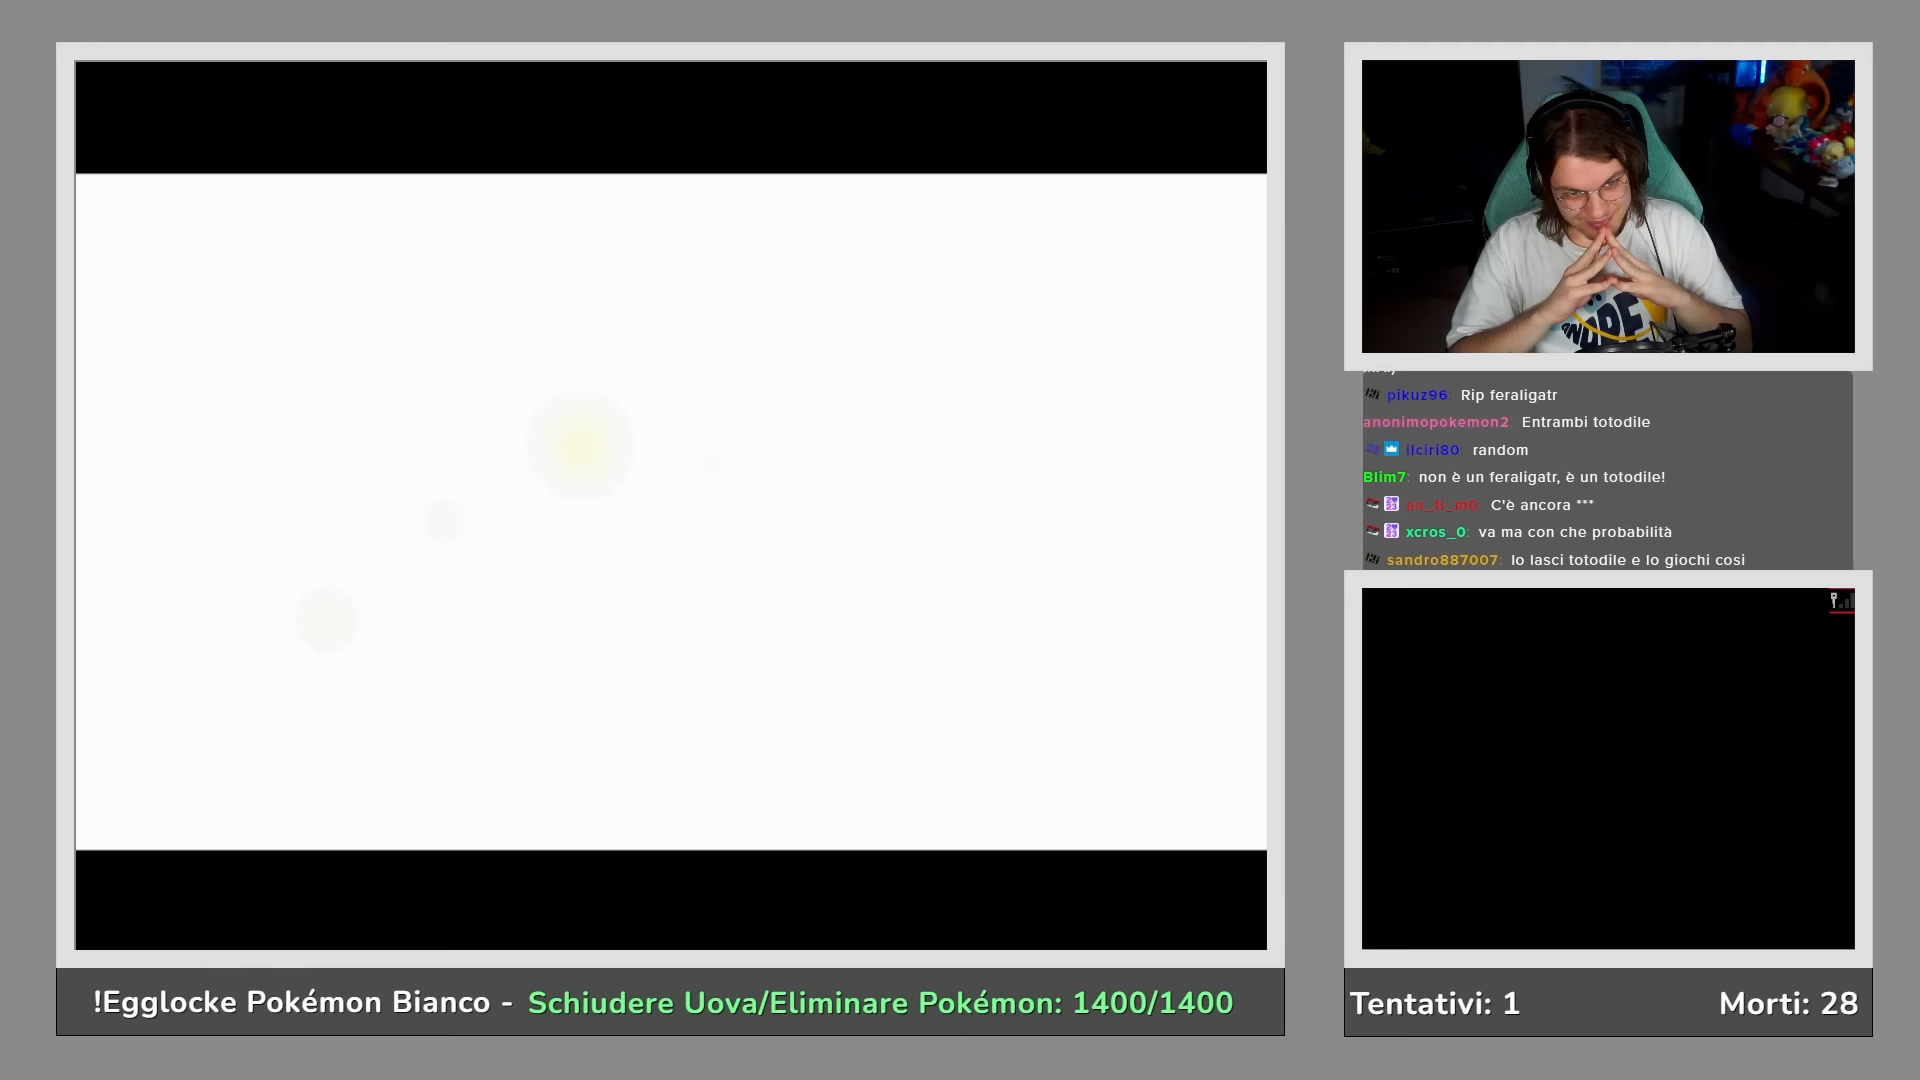 pikuz96: Rip feraligatr
anonimopokemon2: Entrambi totodile
ilciri80: random
Blim7: non è un feraligatr, è un totodile!
an_ti_m0: C'è ancora ***
xcros_0: va ma con che probabilità
sandro887007: lo lasci totodile e lo giochi cosi
!Egglocke Pokémon Bianco - Schiudere Uova/Eliminare Pokémon: 1400/1400
Tentativi: 1 Morti: 28